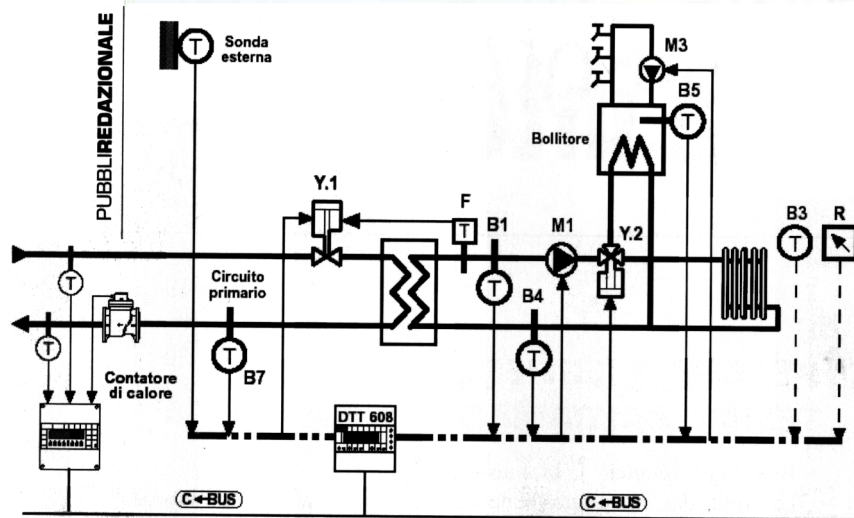 PUBBLIREDAZIONALE
T
Sonda
esterna
M3
B5
T
Bollitore
Y.1
F
T
B1
T
M1
Y.2
B3
T
R
Circuito
primario
T
T
B4
T
T
B7
Contatore
di calore
DTT 608
C BUS
C BUS